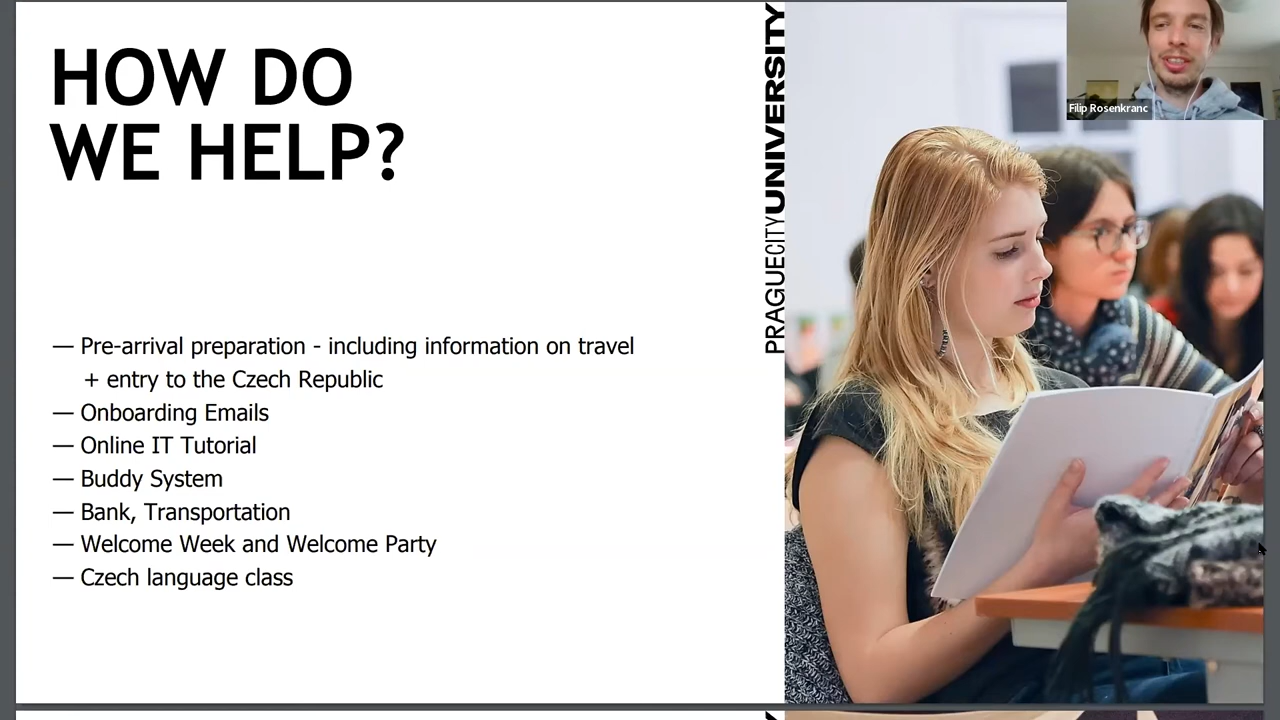 HOW DO
WE HELP?
— Pre-arrival preparation - including information on travel
+ entry to the Czech Republic
— Onboarding Emails
— Online IT Tutorial
— Buddy System
— Bank, Transportation
— Welcome Week and Welcome Party
— Czech language class
PRAGUECITYUNIVERSITY
Filip Rosenkranc